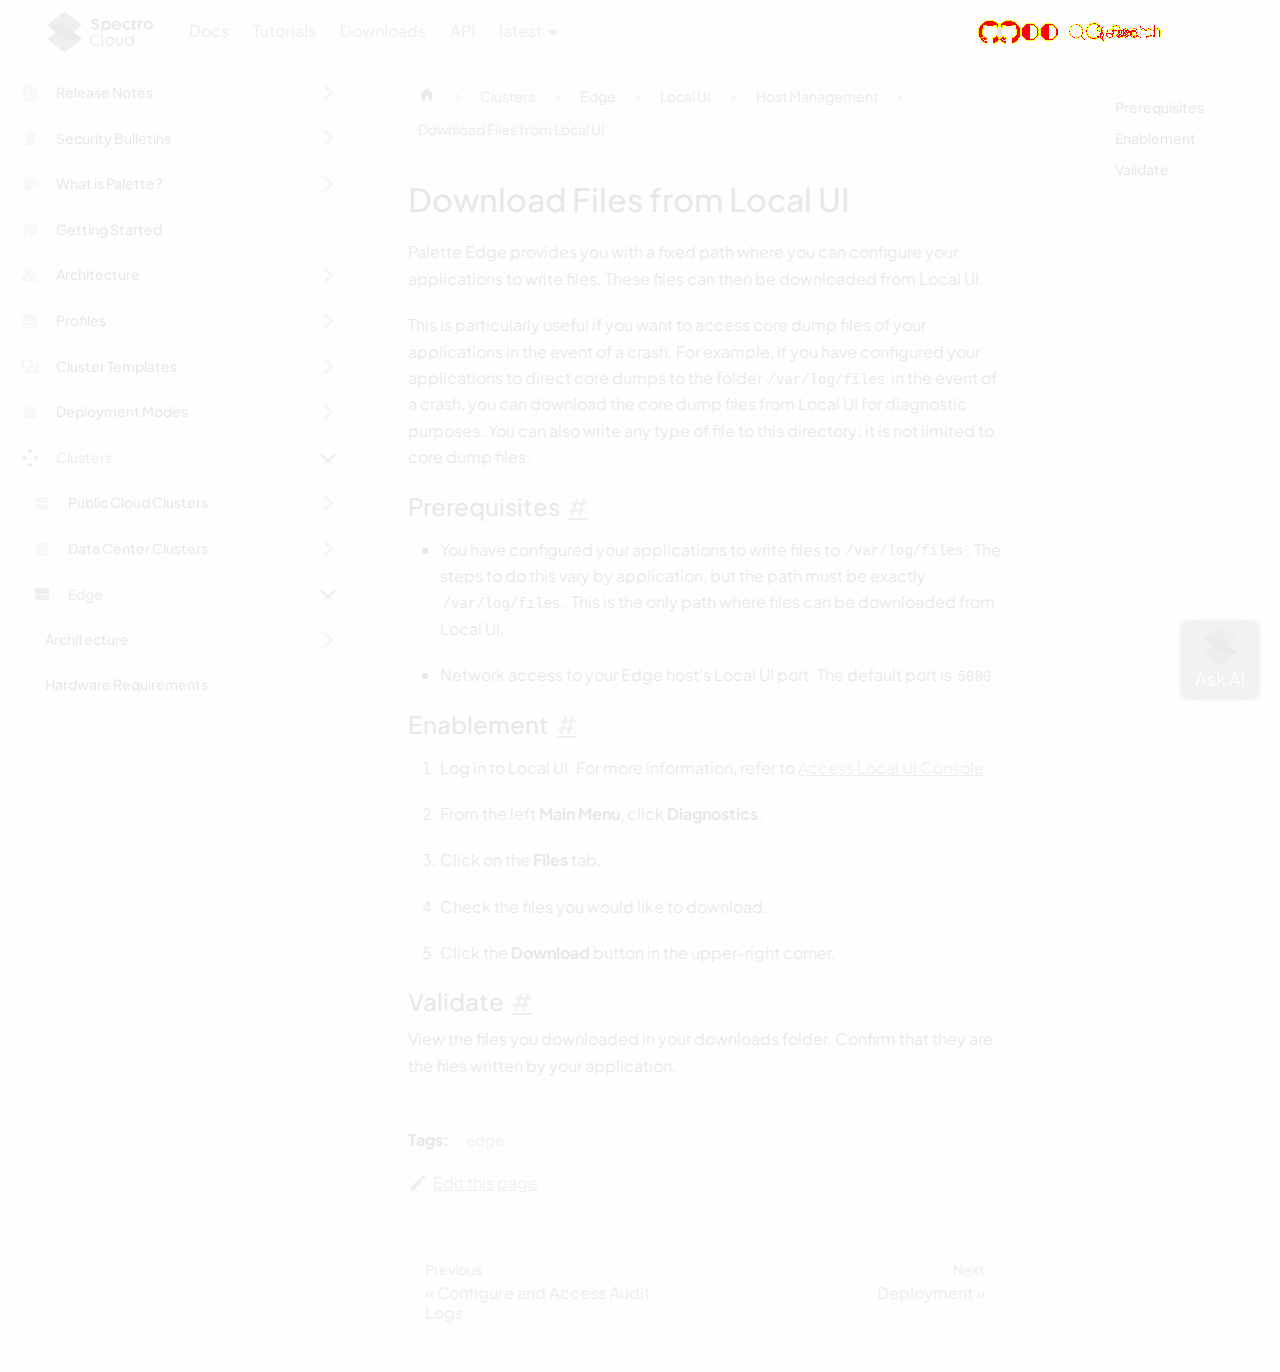 Spectro Cloud
Docs Tutorials Downloads API latest
Release Notes
Security Bulletins
What is Palette?
Getting Started
Architecture
Profiles
Cluster Templates
Deployment Modes
Clusters
Public Cloud Clusters
Data Center Clusters
Edge
Architecture
Hardware Requirements
Clusters Edge Local UI Host Management
Download Files from Local UI
Download Files from Local UI
Palette Edge provides you with a fixed path where you can configure your
applications to write files. These files can then be downloaded from Local UI.
This is particularly useful if you want to access core dump files of your
applications in the event of a crash. For example, if you have configured your
applications to direct core dumps to the folder /var/log/files in the event of
a crash, you can download the core dump files from Local UI for diagnostic
purposes. You can also write any type of file to this directory; it is not limited to
core dump files.
Prerequisites #
You have configured your applications to write files to /var/log/files. The
steps to do this vary by application, but the path must be exactly
/var/log/files. This is the only path where files can be downloaded from
Local UI.
Network access to your Edge host's Local UI port. The default port is 5080.
Enablement #
1. Log in to Local UI. For more information, refer to Access Local UI Console.
2. From the left Main Menu, click Diagnostics.
3. Click on the Files tab.
4. Check the files you would like to download.
5. Click the Download button in the upper-right corner.
Validate #
View the files you downloaded in your downloads folder. Confirm that they are
the files written by your application.
Tags: edge
Edit this page
Previous
« Configure and Access Audit
Logs
Next
Deployment »
Prerequisites
Enablement
Validate
Ask AI